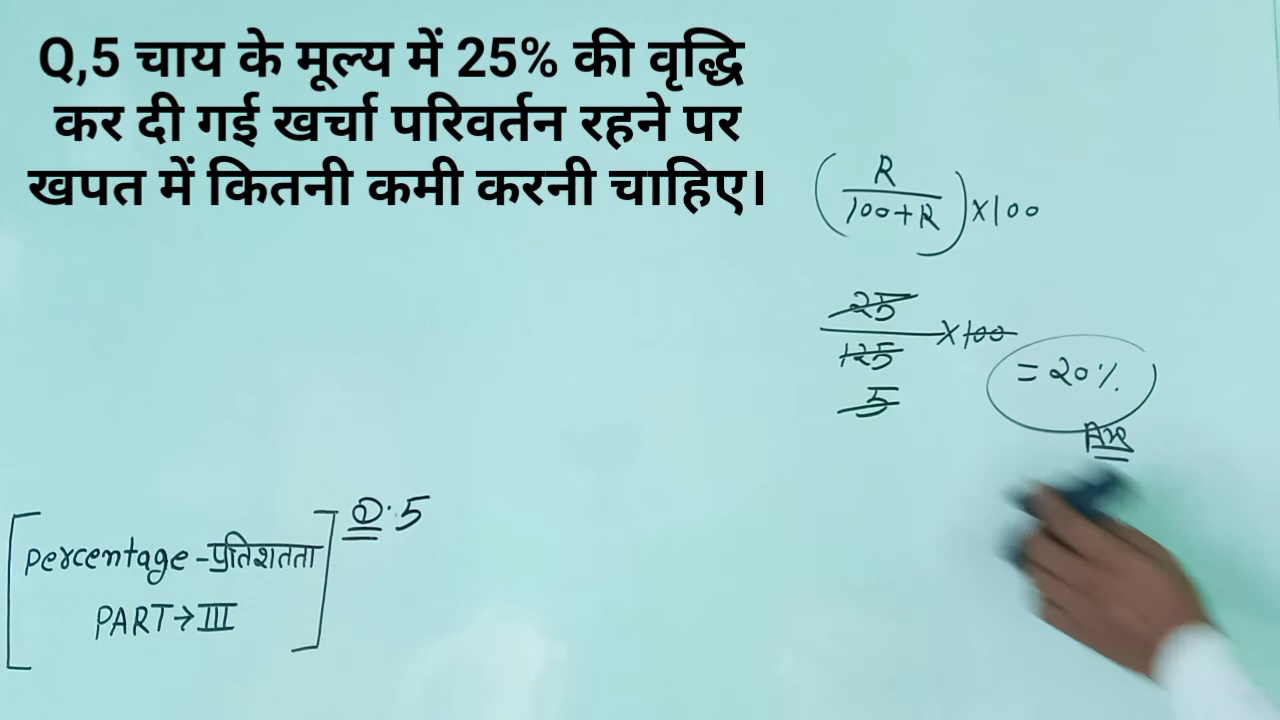 Q,5 चाय के मूल्य में 25% की वृद्धि
कर दी गई खर्चा परिवर्तन रहने पर
खपत में कितनी कमी करनी चाहिए।
(R/100+R)×100
25/125 ×100
5
=20%
Ans
Q.5
[Percentage-प्रतिशतता
PART→III]